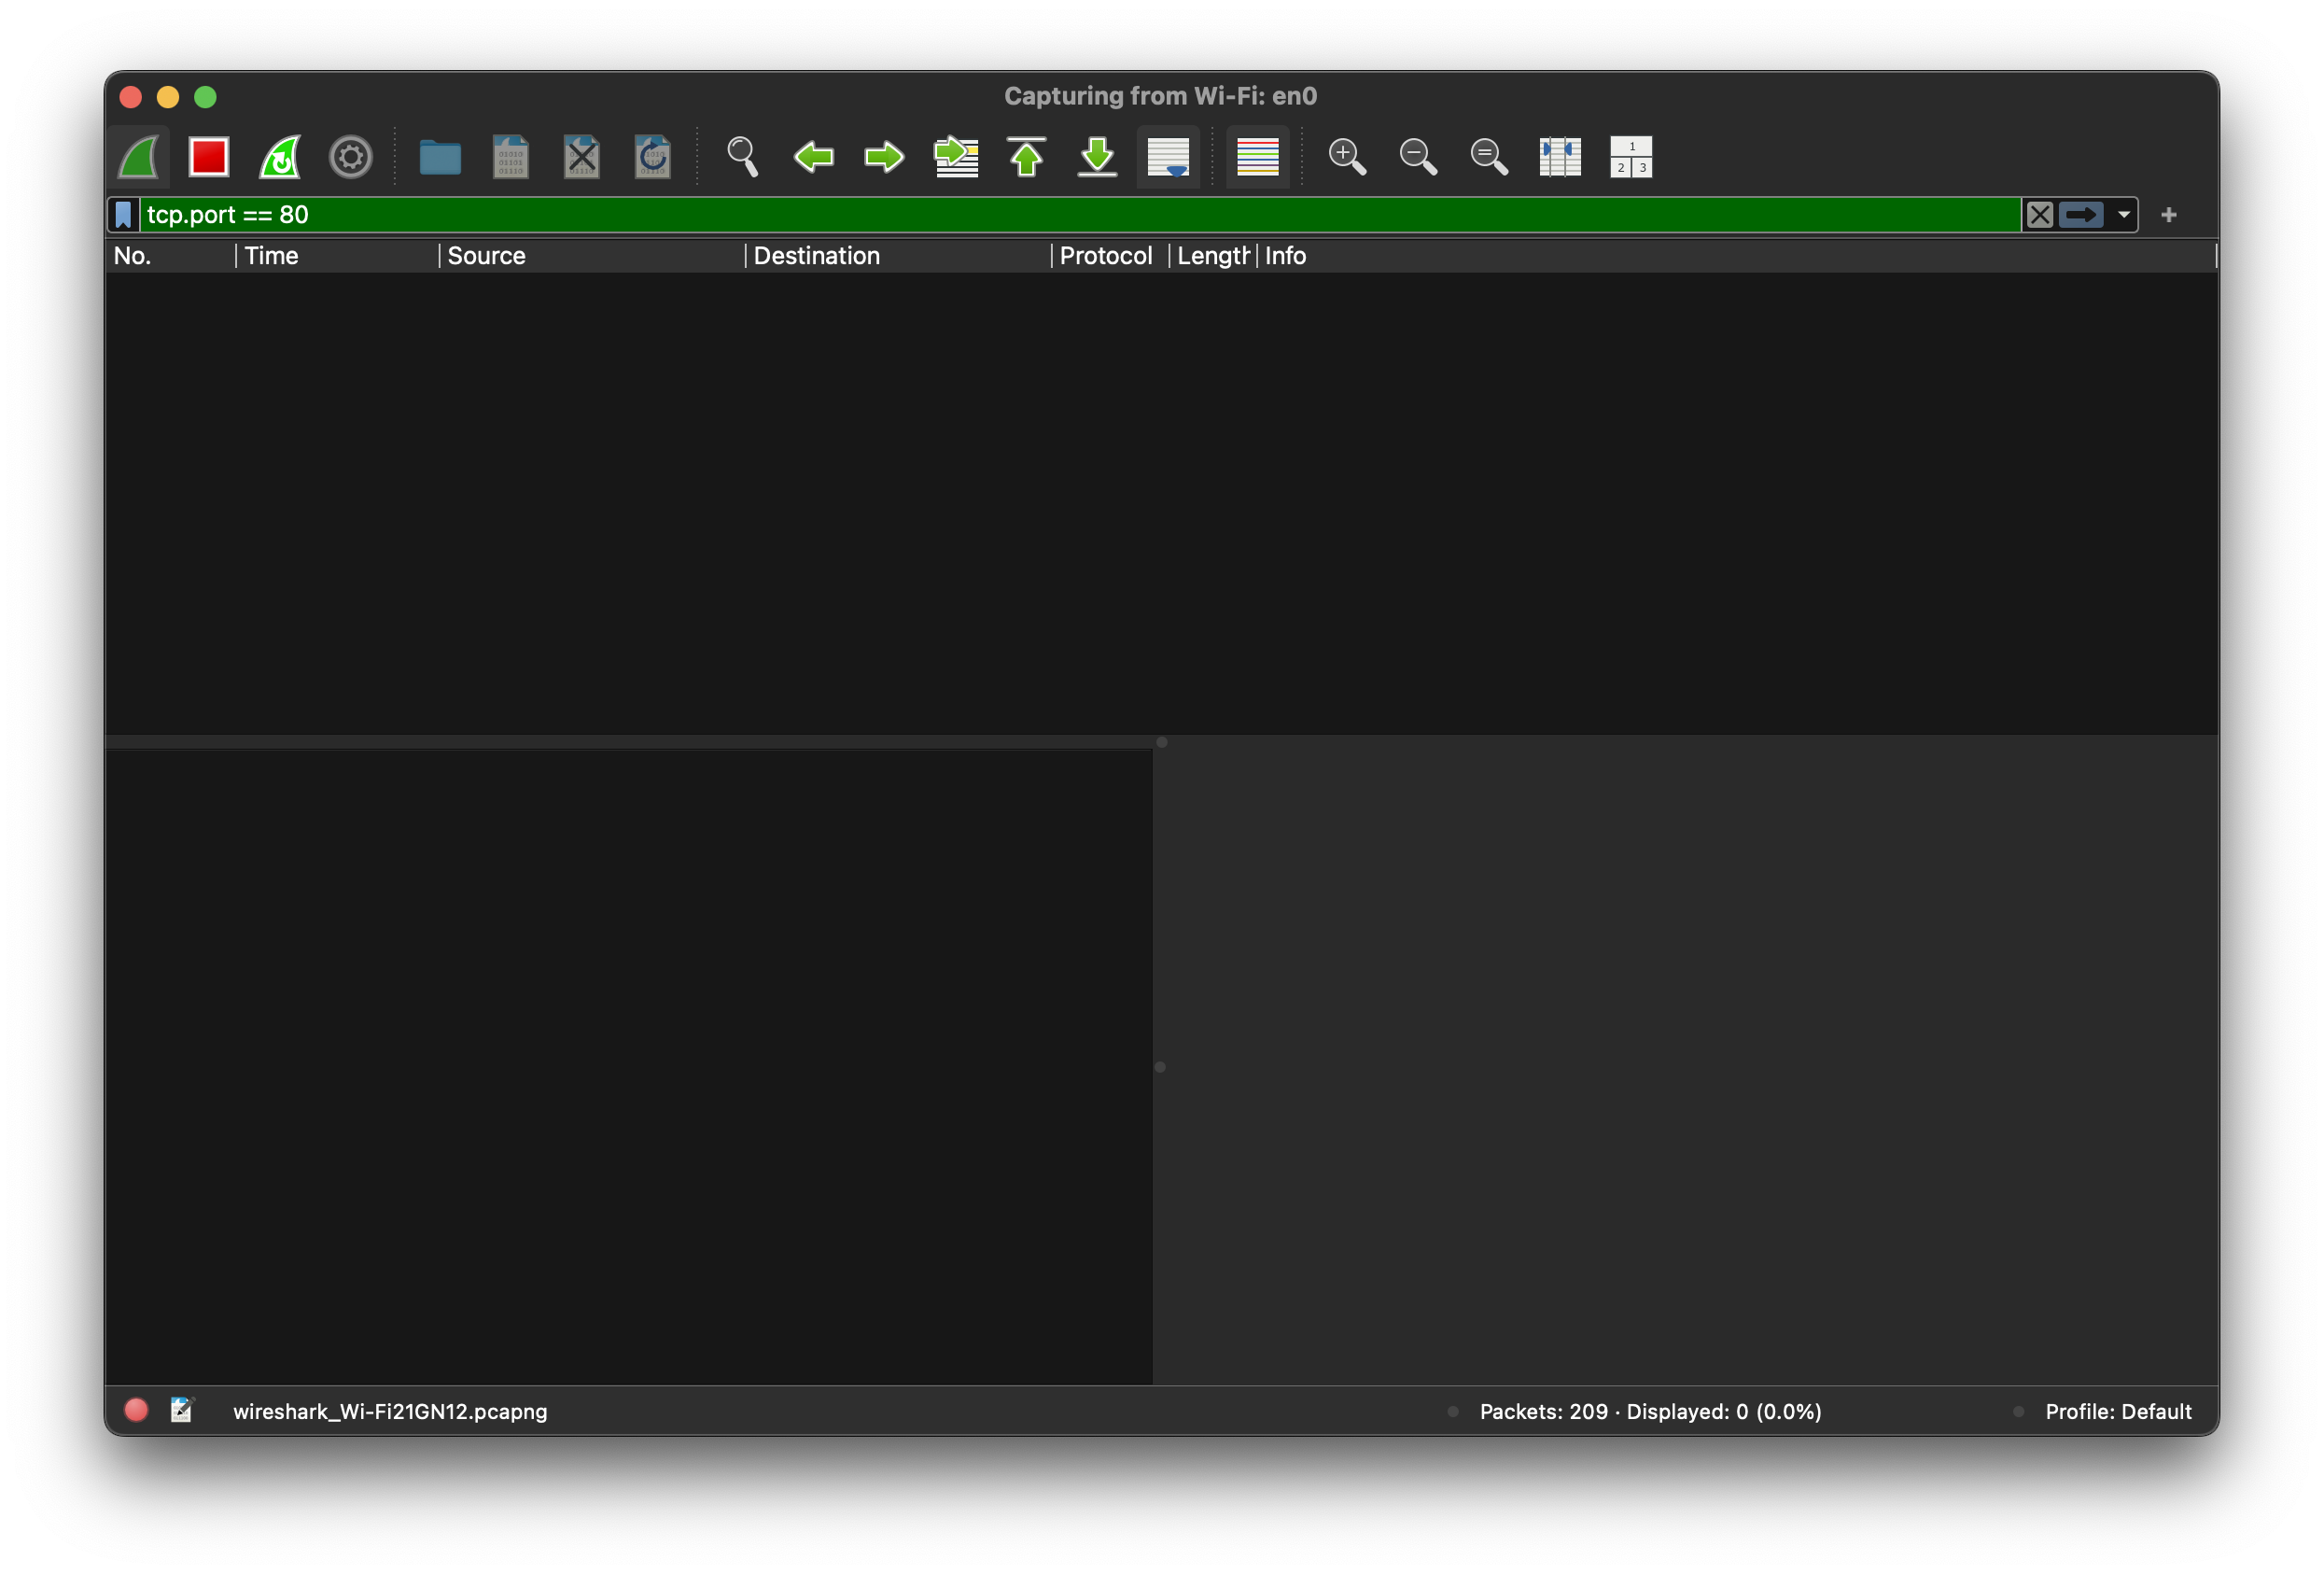 Capturing from Wi-Fi: en0
1
2 3
tcp.port == 80
No. Time Source Destination Protocol Length Info
wireshark_Wi-Fi21GN12.pcapng Packets: 209 · Displayed: 0 (0.0%) Profile: Default